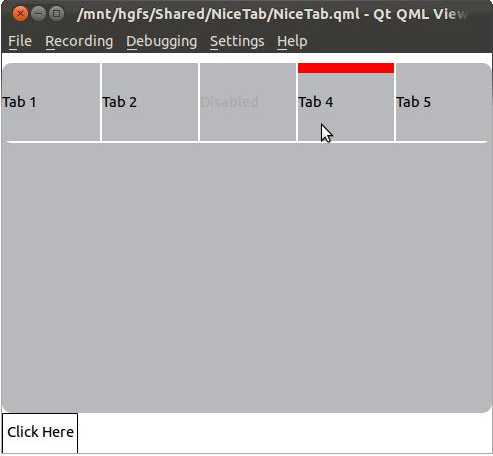 /mnt/hgfs/Shared/NiceTab/NiceTab.qml - Qt QML View
File Recording Debugging Settings Help
Tab 1 Tab 2 Disabled Tab 4 Tab 5
Click Here